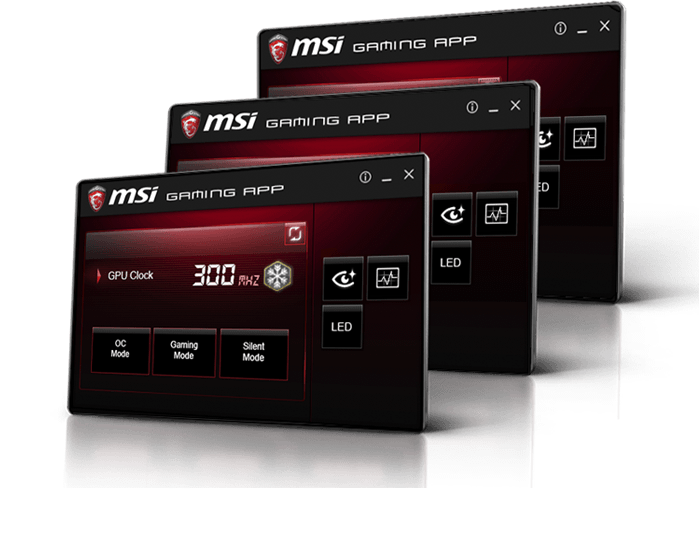 msi GAMING APP
msi GAMING APP
LED
msi GAMING APP
LED
GPU Clock 300 MHZ
OC Mode
Gaming Mode
Silent Mode
LED